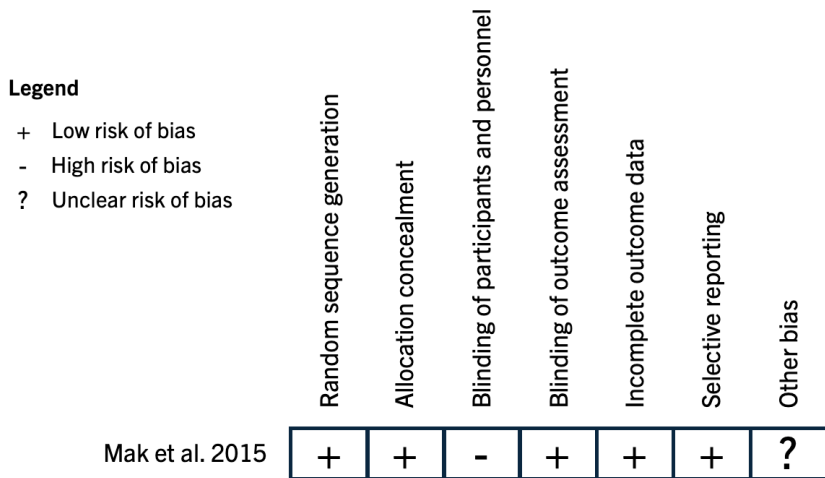 Legend
+ Low risk of bias
- High risk of bias
? Unclear risk of bias
Random sequence generation
Allocation concealment
Blinding of participants and personnel
Blinding of outcome assessment
Incomplete outcome data
Selective reporting
Other bias
Mak et al. 2015 + + - + + + ?